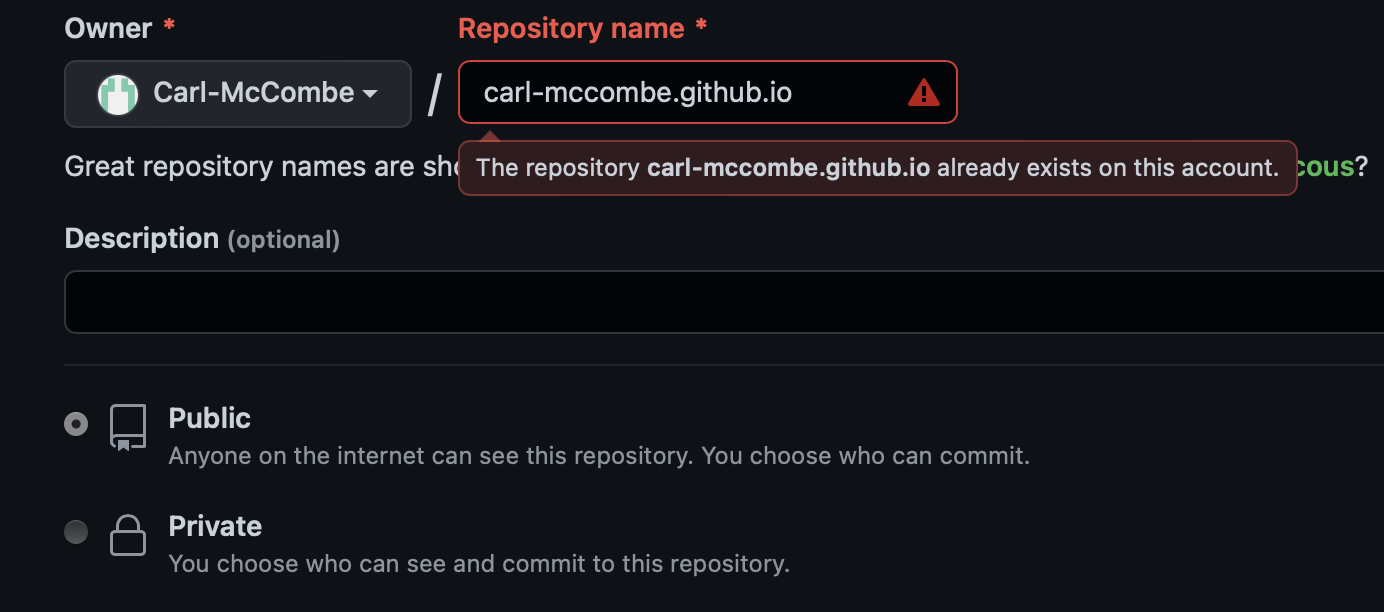 Owner *
Repository name *
Carl-McCombe
/
carl-mccombe.github.io
The repository carl-mccombe.github.io already exists on this account.
Great repository names are sh cous?
Description (optional)
Public
Anyone on the internet can see this repository. You choose who can commit.
Private
You choose who can see and commit to this repository.